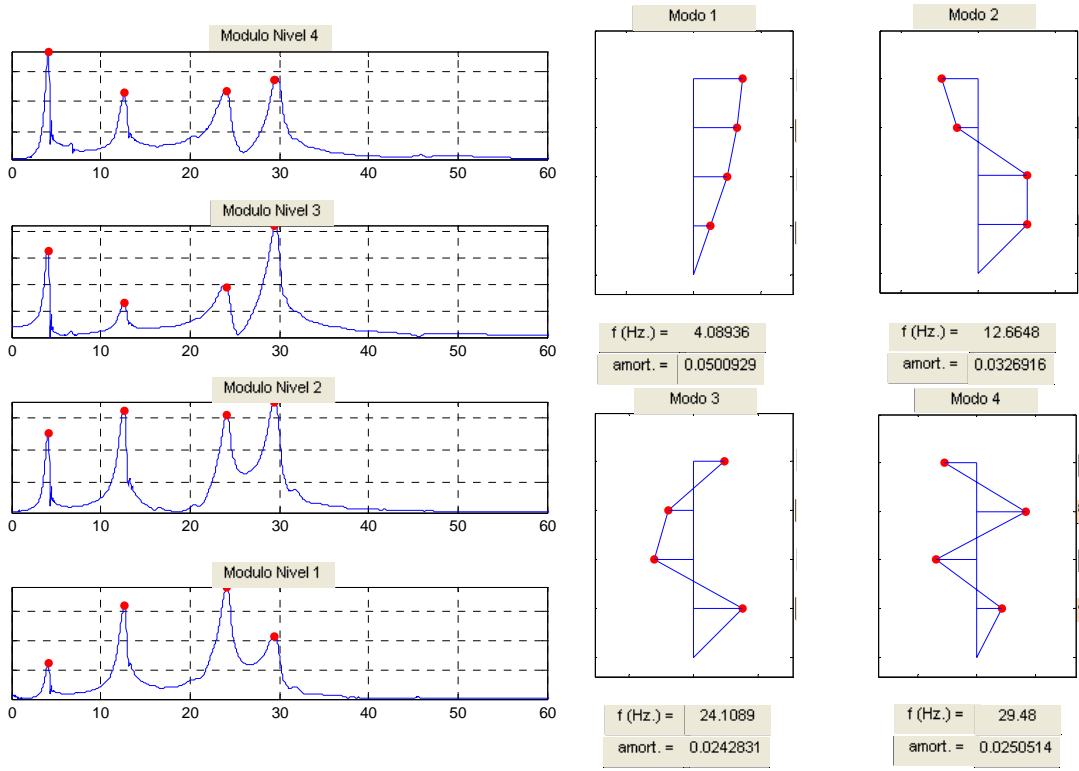 Modulo Nivel 4
0 10 20 30 40 50 60
Modulo Nivel 3
0 10 20 30 40 50 60
Modulo Nivel 2
0 10 20 30 40 50 60
Modulo Nivel 1
0 10 20 30 40 50 60
Modo 1
f (Hz.) = 4.08936
amort. = 0.0500929
Modo 2
f (Hz.) = 12.6648
amort. = 0.0326916
Modo 3
f (Hz.) = 24.1089
amort. = 0.0242831
Modo 4
f (Hz.) = 29.48
amort. = 0.0250514